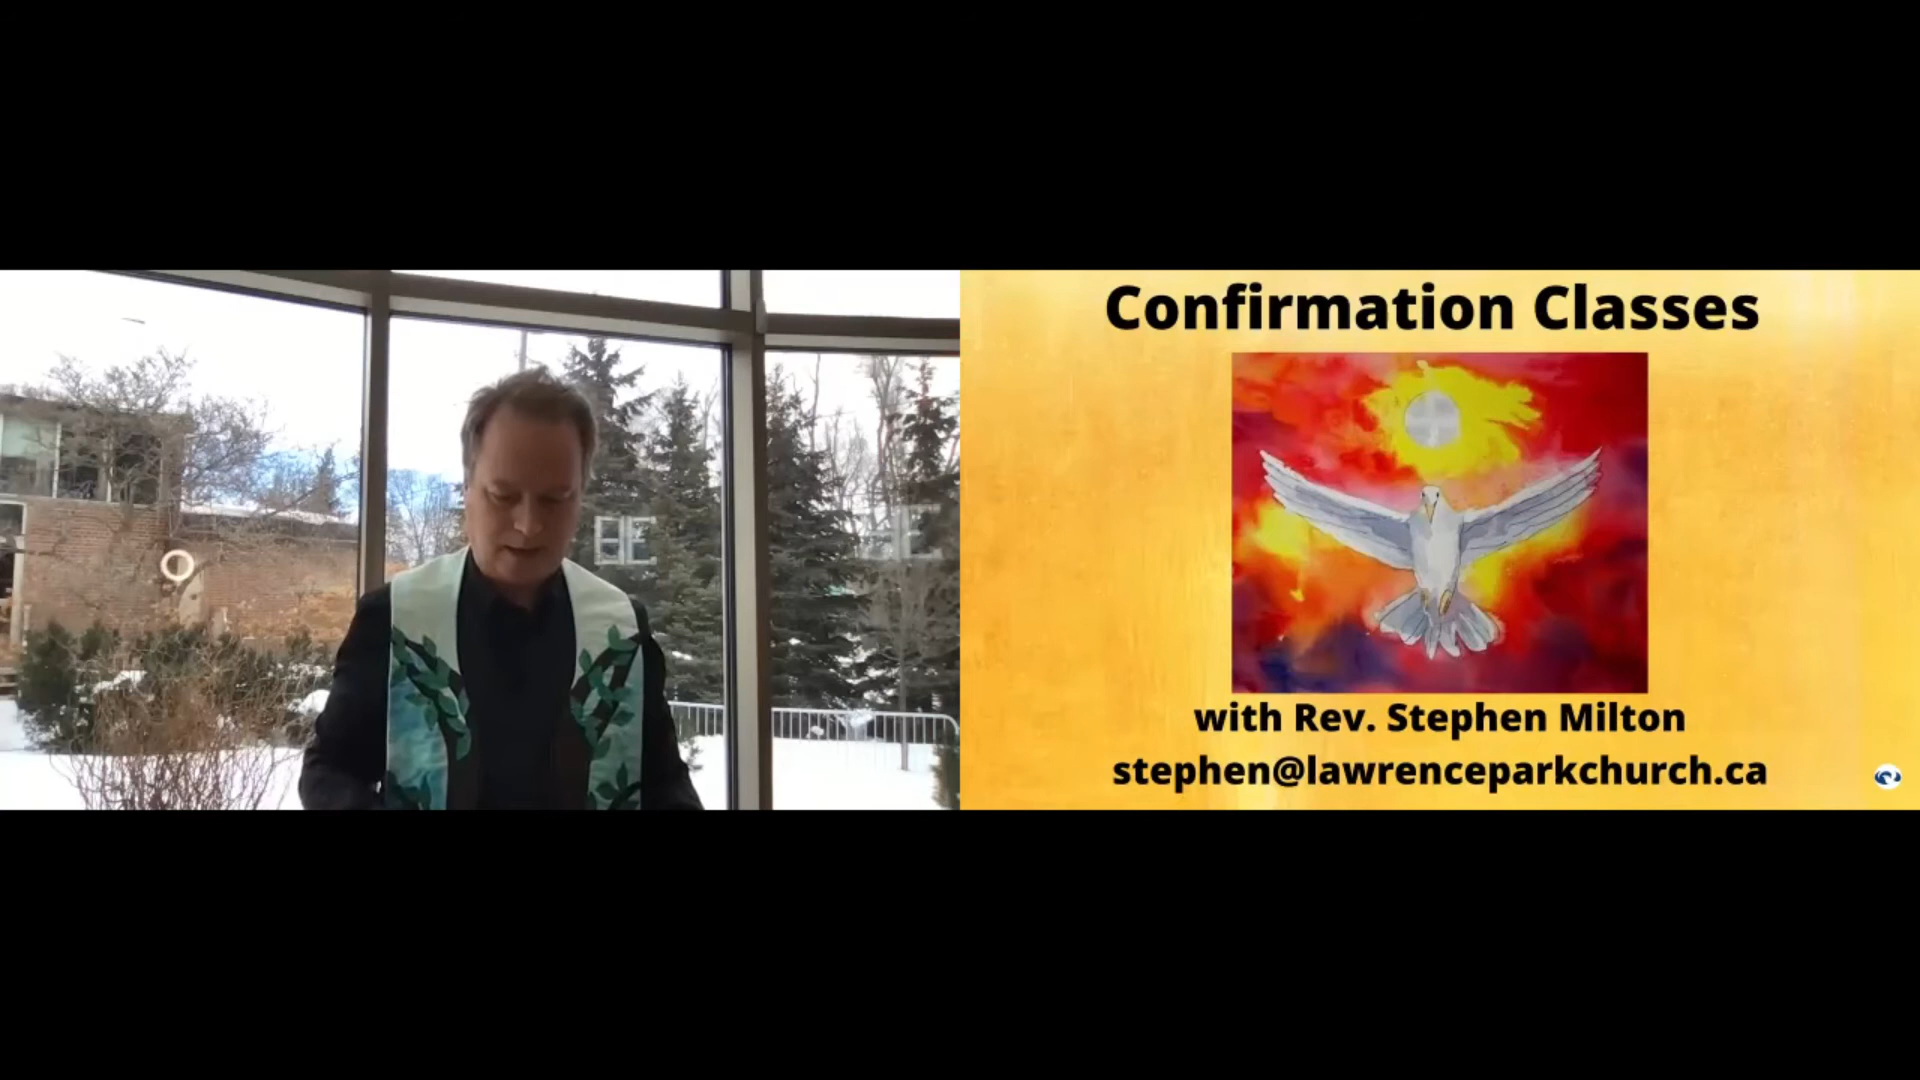 Confirmation Classes
with Rev. Stephen Milton
stephen@lawrenceparkchurch.ca